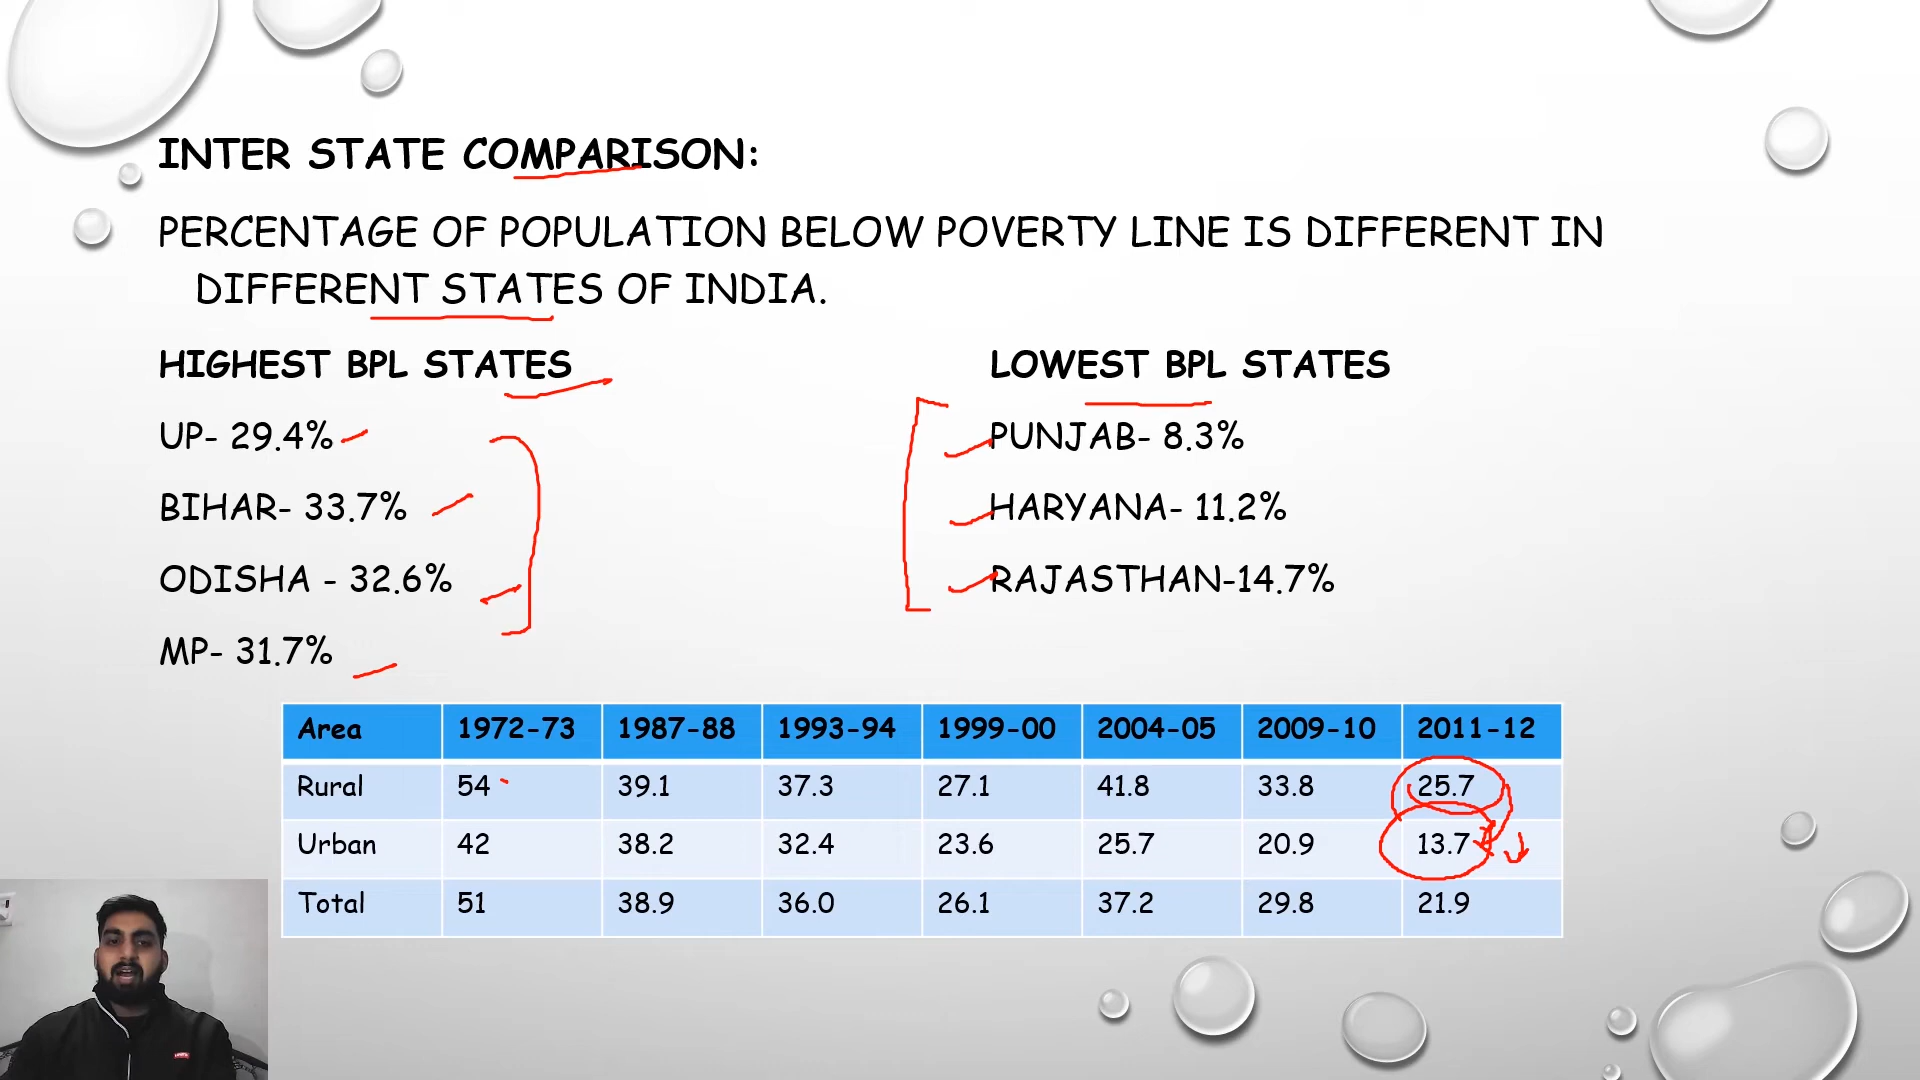 INTER STATE COMPARISON:
PERCENTAGE OF POPULATION BELOW POVERTY LINE IS DIFFERENT IN
DIFFERENT STATES OF INDIA.
HIGHEST BPL STATES LOWEST BPL STATES
UP- 29.4% PUNJAB- 8.3%
BIHAR- 33.7% HARYANA- 11.2%
ODISHA - 32.6% RAJASTHAN-14.7%
MP- 31.7%
Area 1972-73 1987-88 1993-94 1999-00 2004-05 2009-10 2011-12
Rural 54 39.1 37.3 27.1 41.8 33.8 25.7
Urban 42 38.2 32.4 23.6 25.7 20.9 13.7
Total 51 38.9 36.0 26.1 37.2 29.8 21.9